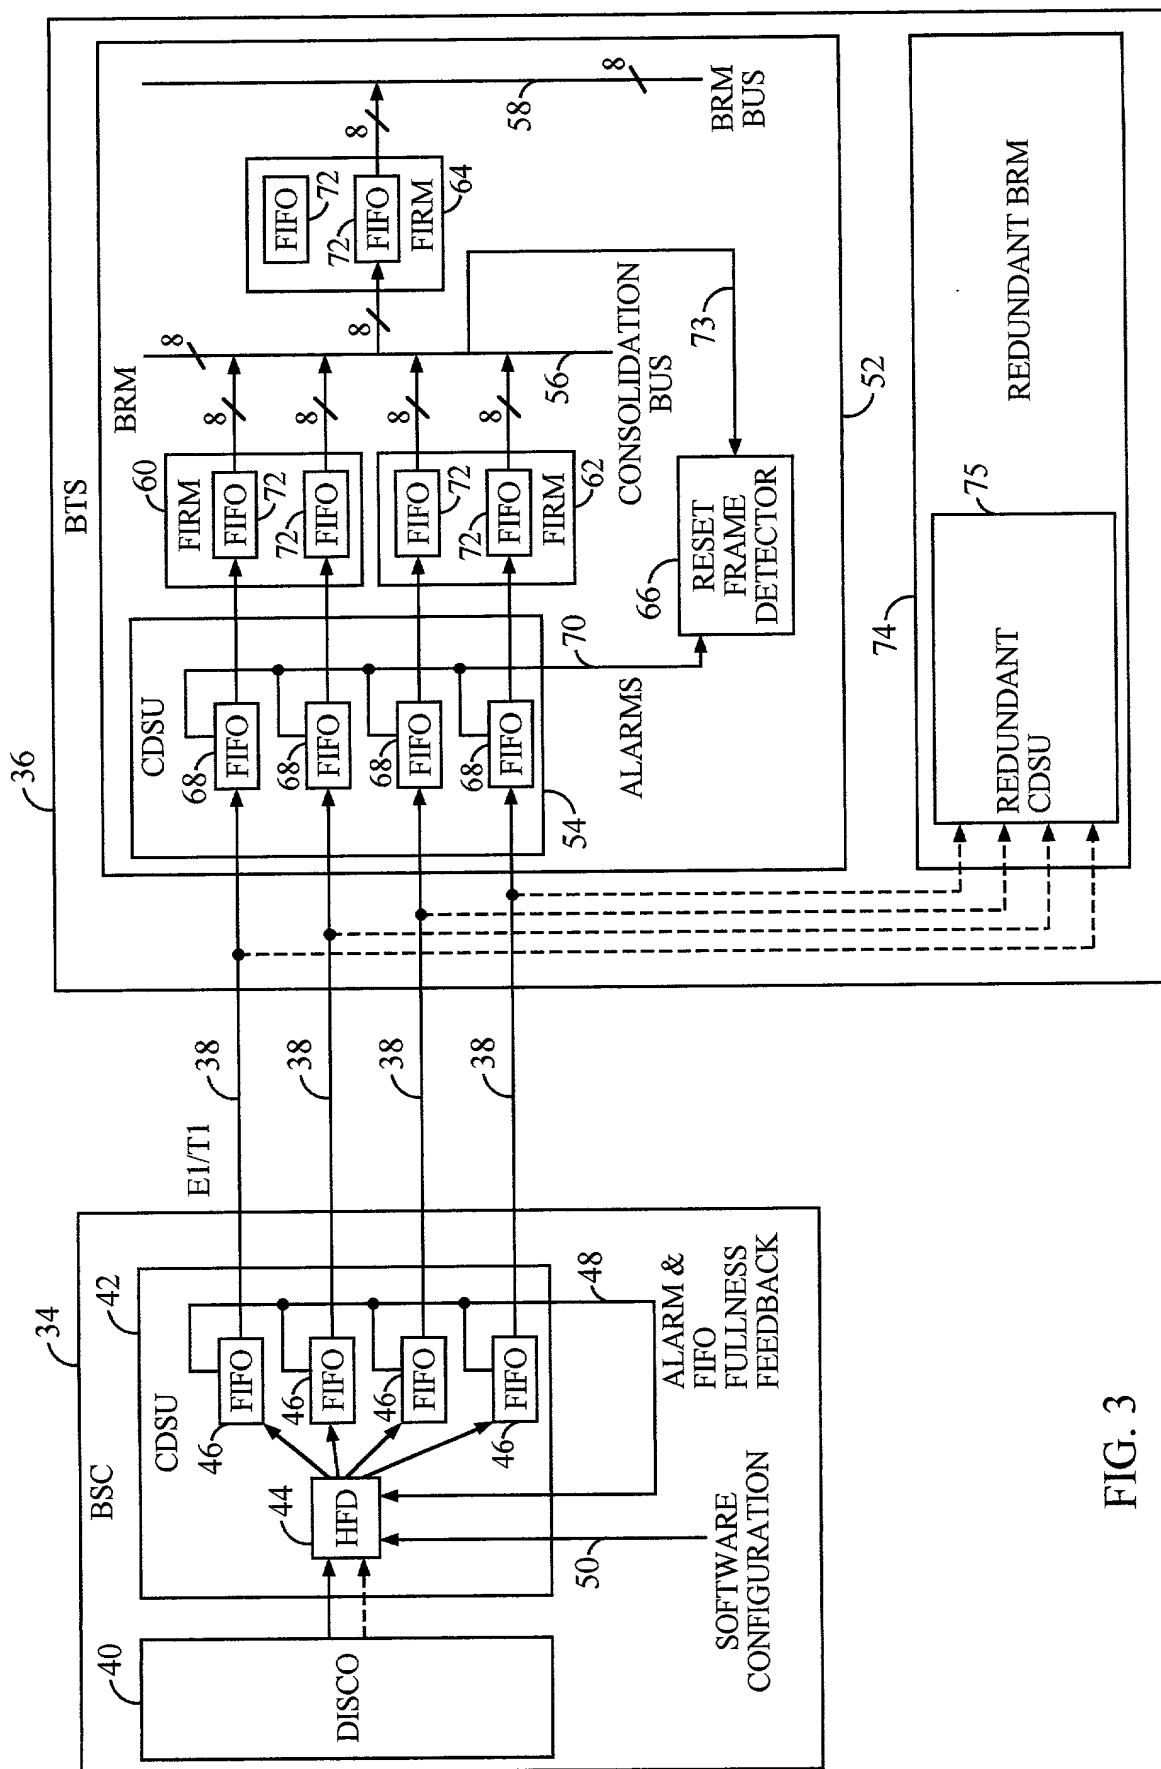 36
BTS
BRM
8
8
8
8
8
8
8
8
CDSU
68
FIFO
68
FIFO
68
FIFO
68
FIFO
54
60
FIRM
FIFO
72
72
FIFO
FIFO
72
72
FIFO
FIRM
62
FIFO
72
72
FIFO
FIRM
64
58
BRM
BUS
56
CONSOLIDATION
BUS
70
ALARMS
66
RESET
FRAME
DETECTOR
73
52
74
REDUNDANT
CDSU
75
REDUNDANT BRM
E1/T1
38
38
38
38
34
BSC
40
DISCO
42
CDSU
44
HFD
46
FIFO
46
FIFO
46
FIFO
46
FIFO
48
ALARM &
FIFO
FULLNESS
FEEDBACK
50
SOFTWARE
CONFIGURATION
FIG. 3